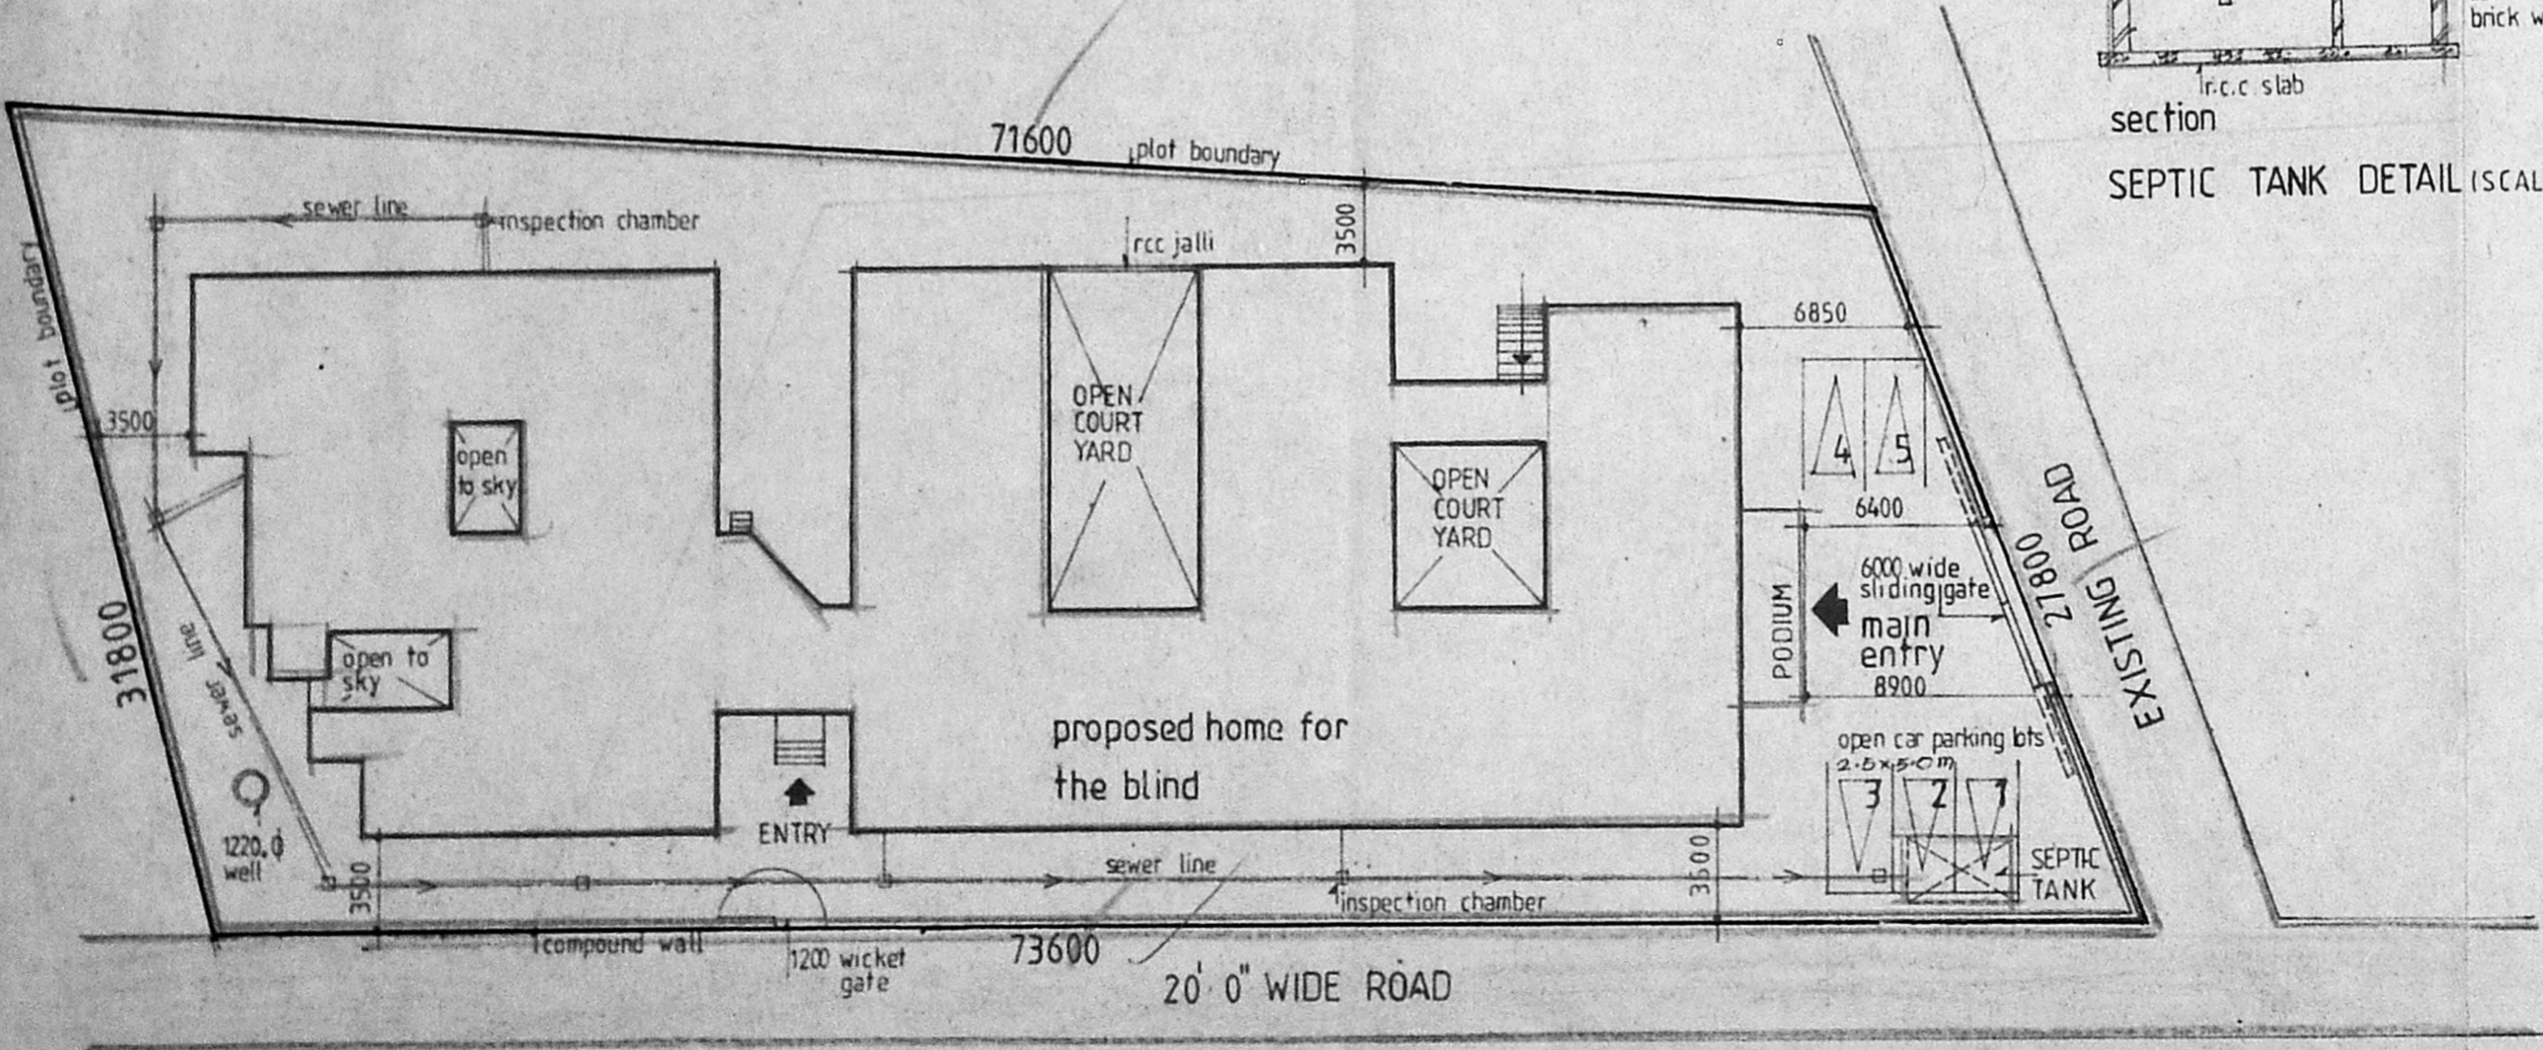 brick
r.c.c slab
section
SEPTIC TANK DETAIL
71600
plot boundary
sewer line
inspection chamber
rcc jalli
3500
plot boundary
3500
6850
OPEN
COURT
YARD
open
to sky
OPEN
COURT
YARD
4
5
6400
EXISTING ROAD
27800
6000 wide
sliding gate
main
entry
8900
PODIUM
31800
sewer line
open to
sky
proposed home for
the blind
open car parking lots
2.5x5.0m
3
2
1
1220.ϕ
well
ENTRY
3500
sewer line
inspection chamber
3500
SEPTIC
TANK
compound wall
1200 wicket
gate
73600
20'0" WIDE ROAD